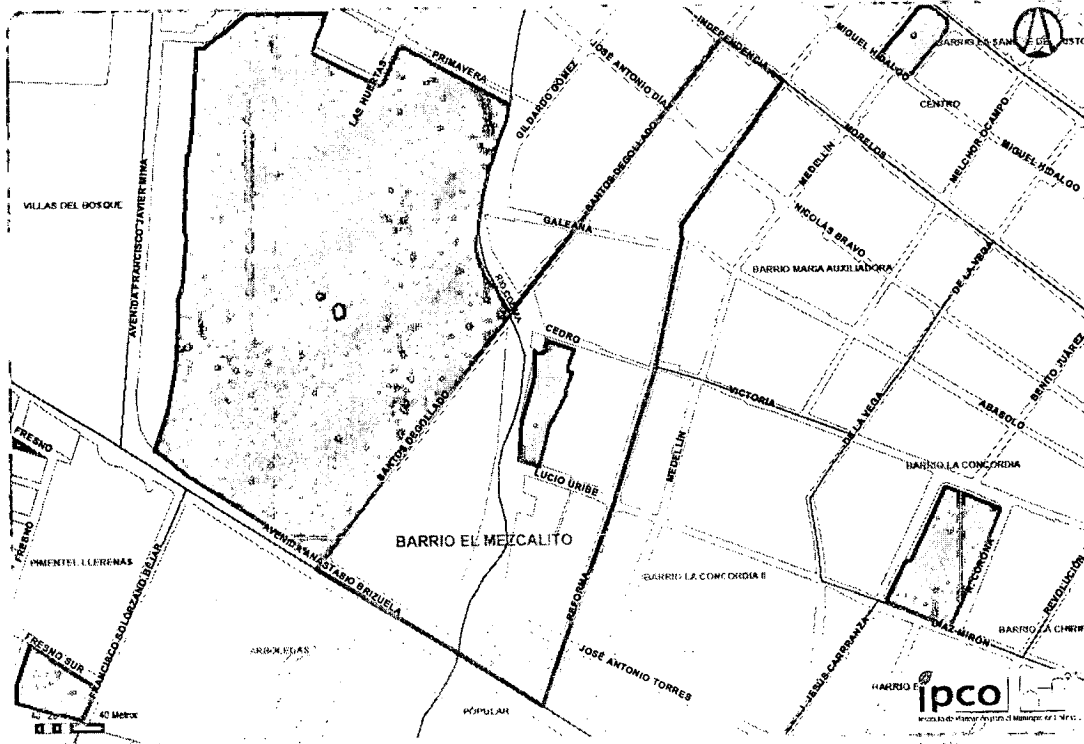 INDEPENDENCIA
MIGUEL HIDALGO
JOSÉ ANTONIO DÍA
PRIMAVERA
LAS HUERTAS
GILDARDO GÓMEZ
CENTRO
MELCHOR OCAMPO
MIGUEL HIDALGO
MORELOS
MEDELLÍN
SANTOS DEGOLLADO
VILLAS DEL BOSQUE
AVENIDA FRANCISCO JAVIER MINA
GALEANA
NICOLÁS BRAVO
BARRIO MARIA AUXILIADORA
DE LA VEGA
CEDRO
VICTORIA
BENITO JUÁREZ
ABASOLO
DE LA VEGA
SANTOS DEGOLLADO
MEDELLÍN
FRESNO
LUCIO URIBE
BARRIO LA CONCORDIA
BARRIO EL MEZCALITO
AVENIDA ANASTASIO BRIZUELA
FRESNO
PIMENTEL LLERENAS
FRANCISCO SOLORZANO BÉJAR
REFORMA
BARRIO LA CONCORDIA II
REVOLUCIÓN
DÍAZ MIRÓN
JESÚS CARRRANZA
FRESNO SUR
ARBOLEDAS
JOSÉ ANTONIO TORRES
POPULAR
40 Metros
ipco